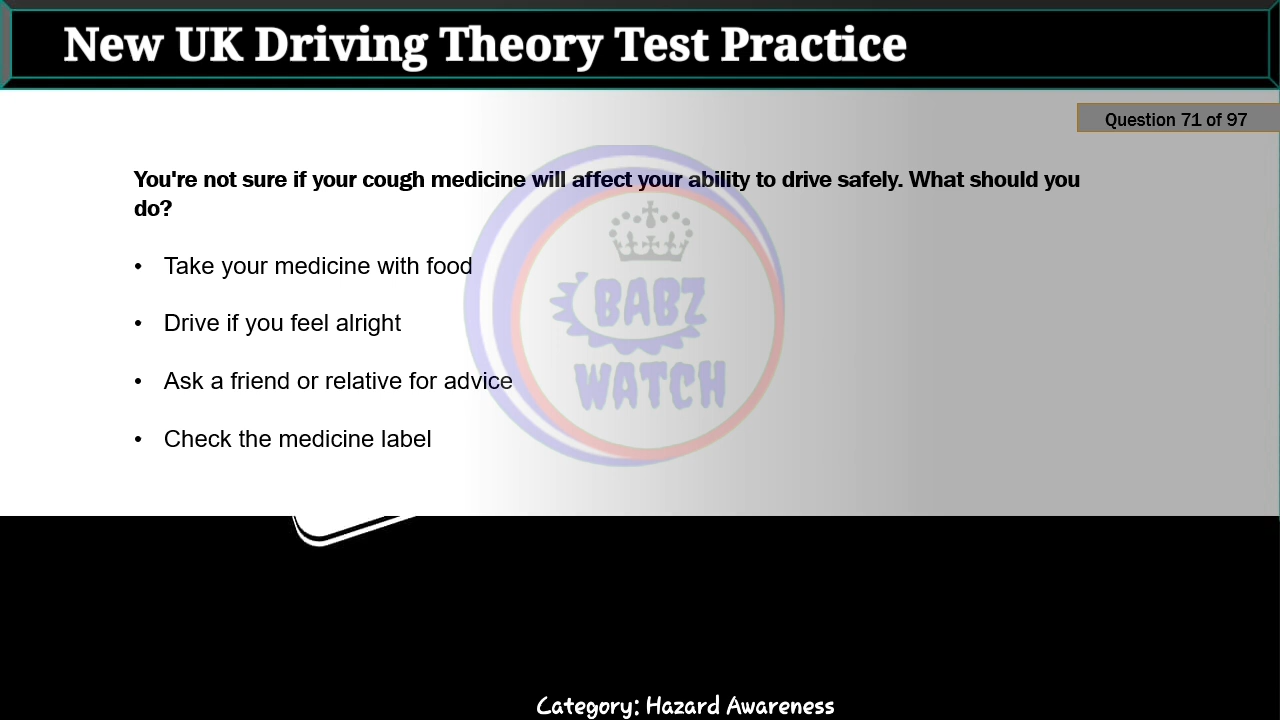 New UK Driving Theory Test Practice
Question 71 of 97
You're not sure if your cough medicine will affect your ability to drive safely. What should you
do?
• Take your medicine with food
• Drive if you feel alright
• Ask a friend or relative for advice
• Check the medicine label
BABZ
WATCH
Category: Hazard Awareness